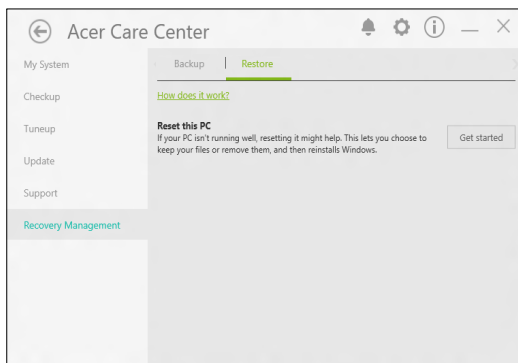 Acer Care Center
My System
Checkup
Tuneup
Update
Support
Recovery Management
Backup
Restore
How does it work?
Reset this PC
If your PC isn't running well, resetting it might help. This lets you choose to
keep your files or remove them, and then reinstalls Windows.
Get started